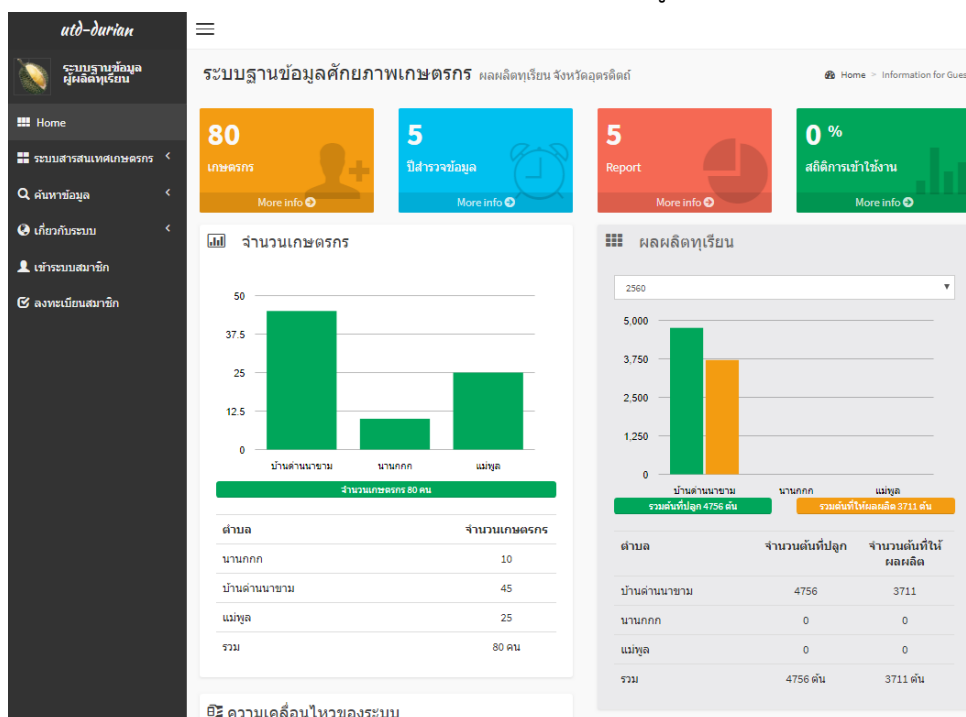 utd-durian
ระบบฐานข้อมูล
ผู้ผลิตทุเรียน
Home
ระบบสารสนเทศเกษตรกร
ค้นหาข้อมูล
เกี่ยวกับระบบ
เข้าระบบสมาชิก
ลงทะเบียนสมาชิก
ระบบฐานข้อมูลศักยภาพเกษตรกร ผลผลิตทุเรียน จังหวัดอุตรดิตถ์
Home > Information for Gues
80
เกษตรกร
More info
5
ปีสำรวจข้อมูล
More info
5
Report
More info
0 %
สถิติการเข้าใช้งาน
More info
จำนวนเกษตรกร
50
37.5
25
12.5
0
บ้านด่านนาขาม นานกกก แม่พูล
จำนวนเกษตรกร 80 คน
ตำบล จำนวนเกษตรกร
นานกกก 10
บ้านด่านนาขาม 45
แม่พูล 25
รวม 80 คน
ความเคลื่อนไหวของระบบ
ผลผลิตทุเรียน
2560
5,000
3,750
2,500
1,250
0
บ้านด่านนาขาม นานกกก แม่พูล
รวมต้นที่ปลูก 4756 ต้น รวมต้นที่ให้ผลผลิต 3711 ต้น
ตำบล จำนวนต้นที่ปลูก จำนวนต้นที่ให้
ผลผลิต
บ้านด่านนาขาม 4756 3711
นานกกก 0 0
แม่พูล 0 0
รวม 4756 ต้น 3711 ต้น